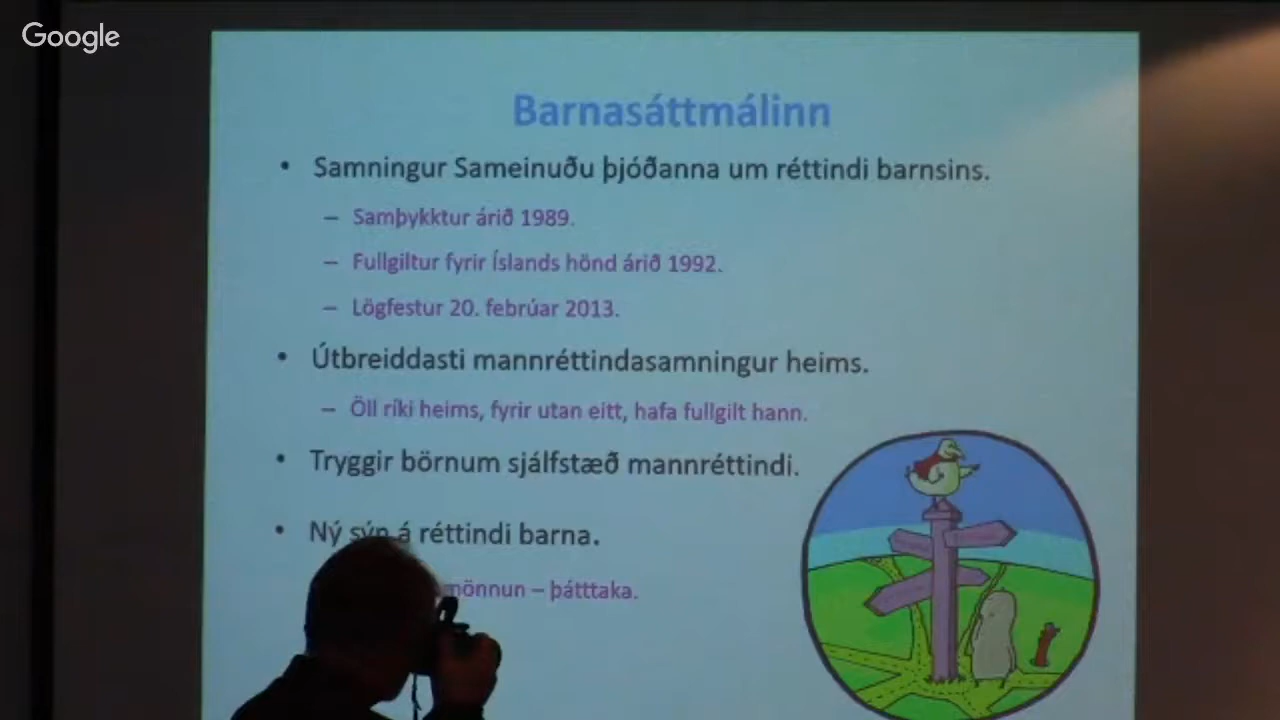 Google
Barnasáttmálinn
• Samningur Sameinuðu þjóðanna um réttindi barnsins.
– Samþykktur árið 1989.
– Fullgiltur fyrir Íslands hönd árið 1992.
– Lögfestur 20. febrúar 2013.
• Útbreiddasti mannréttindasamningur heims.
– Öll ríki heims, fyrir utan eitt, hafa fullgilt hann.
• Tryggir börnum sjálfstæð mannréttindi.
• Ný sýn á réttindi barna.
– þátttaka.